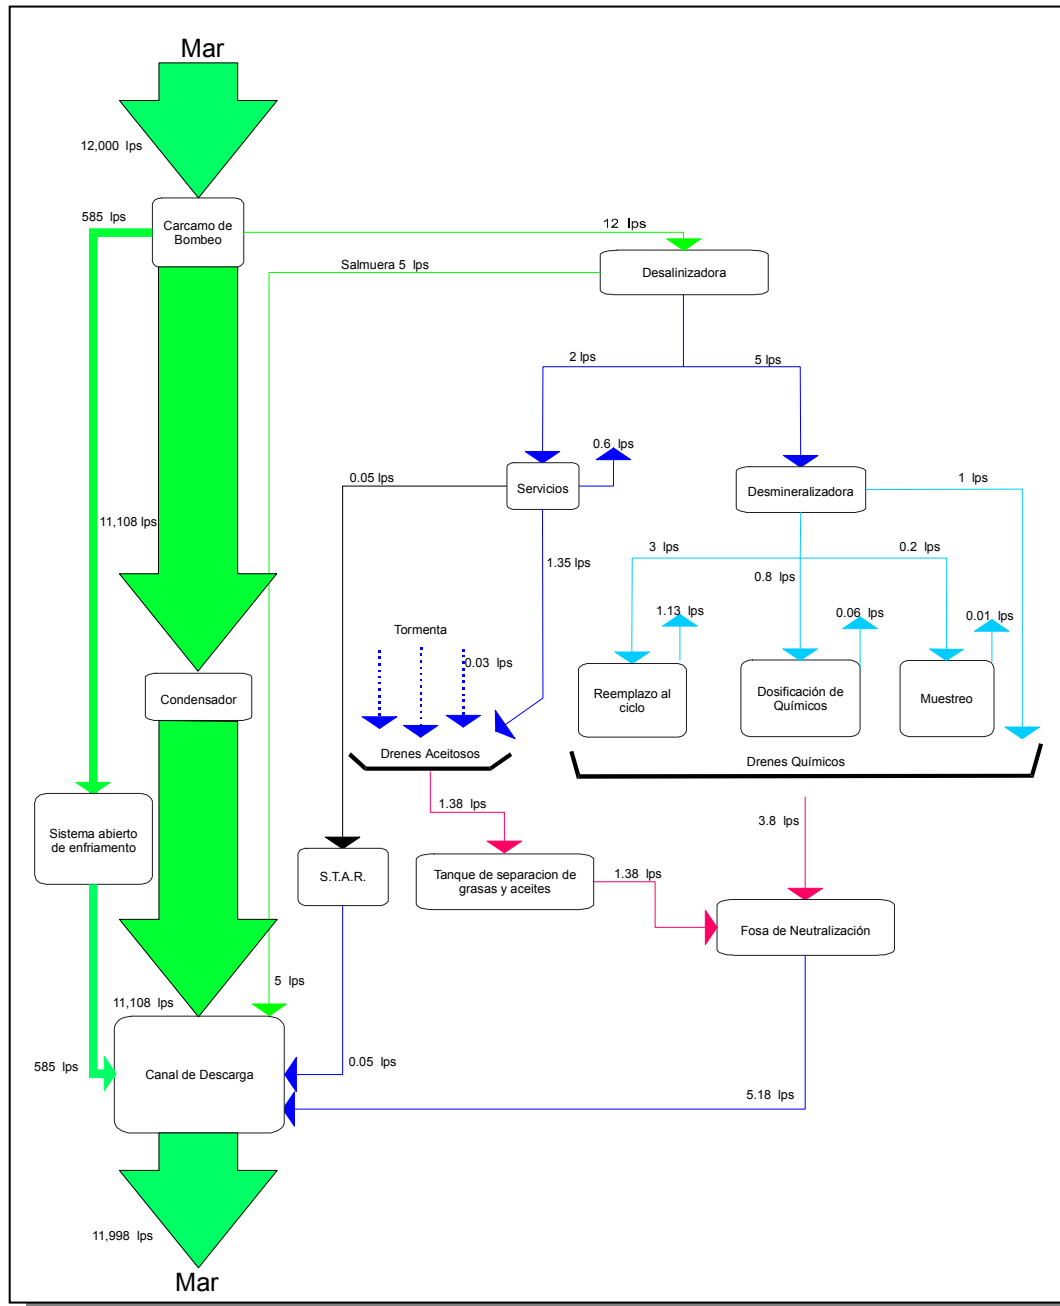 Mar
12,000 lps
585 lps
Carcamo de
Bombeo
12 lps
Salmuera 5 lps
Desalinizadora
2 lps
5 lps
0.6 lps
0.05 lps
Servicios
Desmineralizadora
1 lps
11,108 lps
1.35 lps
3 lps
0.8 lps
0.2 lps
1.13 lps
0.06 lps
0.01 lps
Tormenta
0.03 lps
Condensador
Reemplazo al
ciclo
Dosificación de
Químicos
Muestreo
Drenes Aceitosos
Drenes Químicos
1.38 lps
3.8 lps
Sistema abierto
de enfriamento
S.T.A.R.
Tanque de separacion de
grasas y aceites
1.38 lps
Fosa de Neutralización
5 lps
11,108 lps
585 lps
Canal de Descarga
0.05 lps
5.18 lps
11,998 lps
Mar